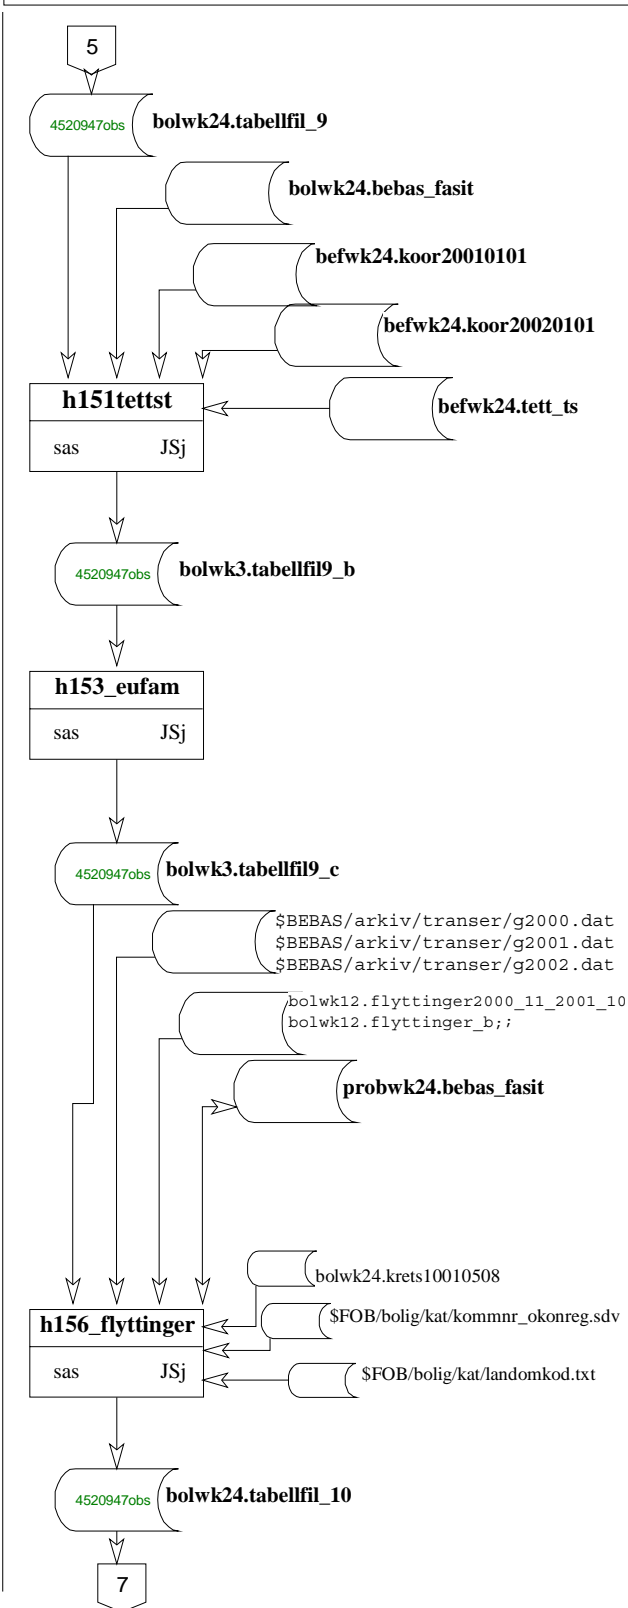 5
4520947obs
bolwk24.tabellfil_9
bolwk24.bebas_fasit
befwk24.koor20010101
befwk24.koor20020101
h151tettst
befwk24.tett_ts
sas JSj
4520947obs
bolwk3.tabellfil9_b
h153_eufam
sas JSj
4520947obs
bolwk3.tabellfil9_c
$BEBAS/arkiv/transer/g2000.dat
$BEBAS/arkiv/transer/g2001.dat
$BEBAS/arkiv/transer/g2002.dat
bolwk12.flyttinger2000_11_2001_10
bolwk12.flyttinger_b;;
probwk24.bebas_fasit
bolwk24.krets10010508
h156_flyttinger
$FOB/bolig/kat/kommnr_okonreg.sdv
sas JSj
$FOB/bolig/kat/landomkod.txt
4520947obs
bolwk24.tabellfil_10
7